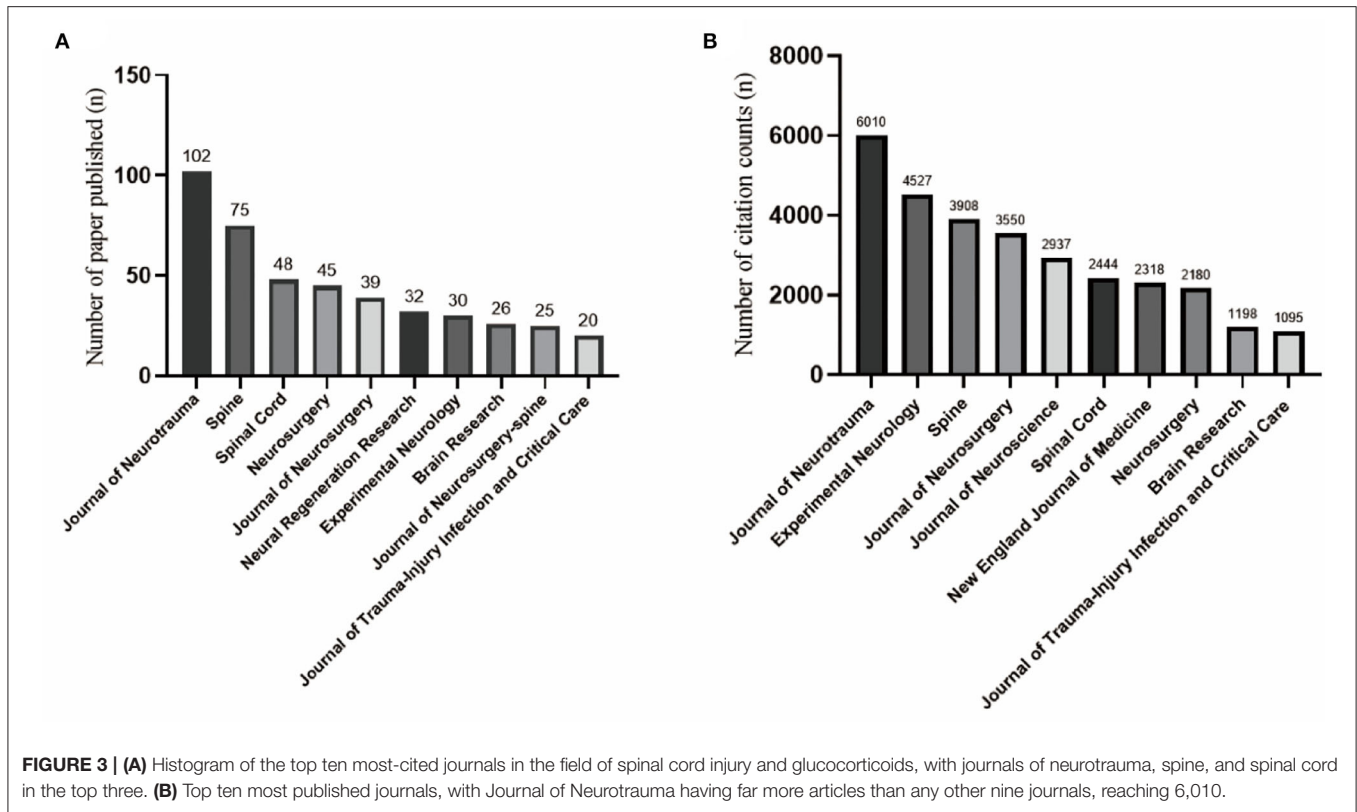 A
Number of paper published (n)
150
100
50
0
102
75
48
45
39
32
30
26
25
20
Journal of Neurotrauma
Spine
Spinal Cord
Neurosurgery
Journal of Neurosurgery
Neural Regeneration Research
Experimental Neurology
Brain Research
Journal of Neurosurgery-spine
Journal of Trauma-Injury Infection and Critical Care
B
Number of citation counts (n)
8000
6000
4000
2000
0
6010
4527
3908
3550
2937
2444
2318
2180
1198
1095
Journal of Neurotrauma
Experimental Neurology
Spine
Journal of Neurosurgery
Journal of Neuroscience
Spinal Cord
New England Journal of Medicine
Neurosurgery
Brain Research
Journal of Trauma-Injury Infection and Critical Care
FIGURE 3 | (A) Histogram of the top ten most-cited journals in the field of spinal cord injury and glucocorticoids, with journals of neurotrauma, spine, and spinal cord
in the top three. (B) Top ten most published journals, with Journal of Neurotrauma having far more articles than any other nine journals, reaching 6,010.